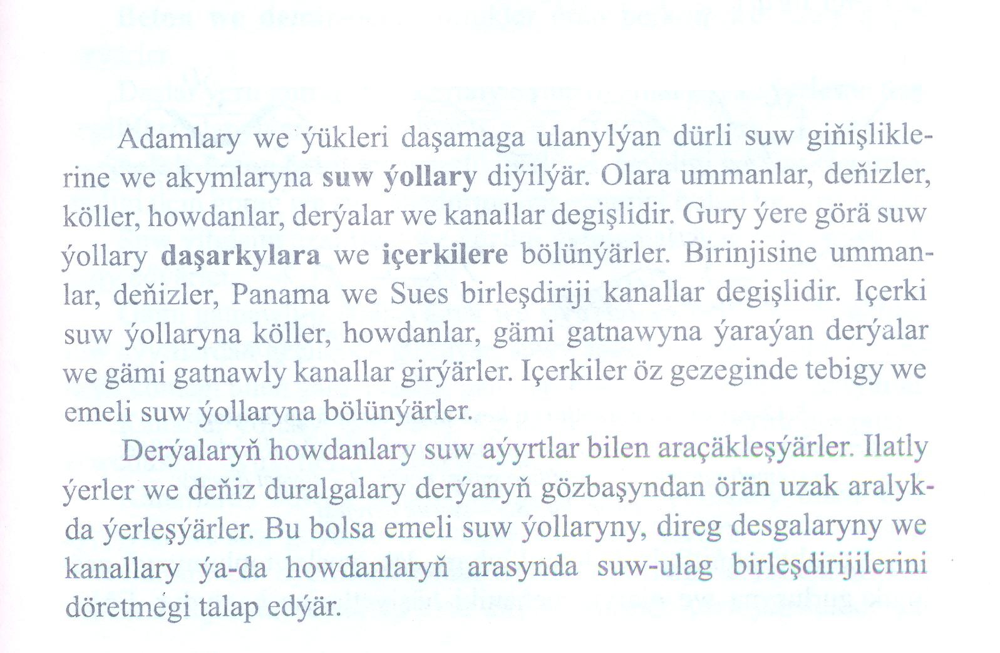 Adamlary we ýükleri daşamaga ulanylýan dürli suw giňişlikle-
rine we akymlaryna suw ýollary diýilýär. Olara ummanlar, deňizler,
köller, howdanlar, derýalar we kanallar degişlidir. Gury ýere görä suw
ýollary daşarkylara we içerkilere bölünýärler. Birinjisine umman-
lar, deňizler, Panama we Sues birleşdiriji kanallar degişlidir. Içerki
suw ýollaryna köller, howdanlar, gämi gatnawyna ýaraýan derýalar
we gämi gatnawly kanallar girýärler. Içerkiler öz gezeginde tebigy we
emeli suw ýollaryna bölünýärler.
Derýalaryň howdanlary suw aýyrtlar bilen araçäkleşýärler. Ilatly
ýerler we deňiz duralgalary derýanyň gözbaşyndan örän uzak aralyk-
da ýerleşýärler. Bu bolsa emeli suw ýollaryny, direg desgalaryny we
kanallary ýa-da howdanlaryň arasynda suw-ulag birleşdirijilerini
döretmegi talap edýär.